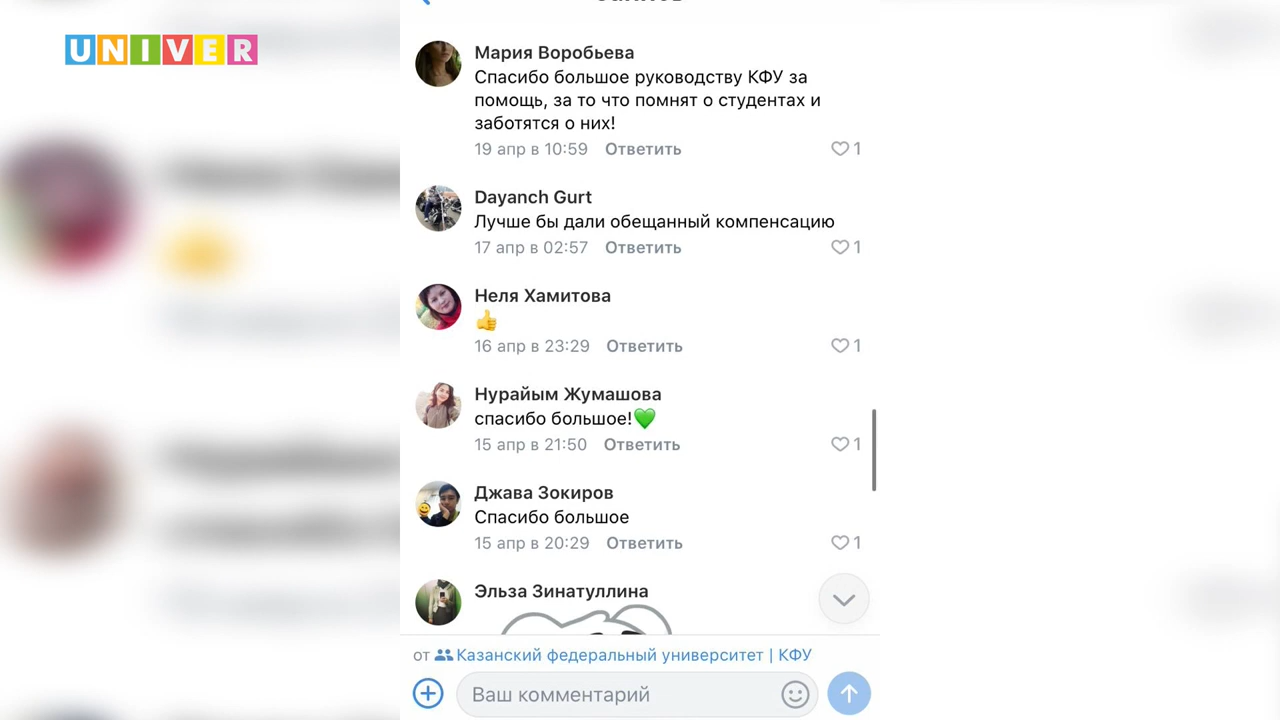 UNIVER
Мария Воробьева
Спасибо большое руководству КФУ за
помощь, за то что помнят о студентах и
заботятся о них!
19 апр в 10:59 Ответить 1
Dayanch Gurt
Лучше бы дали обещанный компенсацию
17 апр в 02:57 Ответить 1
Неля Хамитова
👍
16 апр в 23:29 Ответить 1
Нурайым Жумашова
спасибо большое!💚
15 апр в 21:50 Ответить 1
Джава Зокиров
Спасибо большое
15 апр в 20:29 Ответить 1
Эльза Зинатуллина
от Казанский федеральный университет | КФУ
Ваш комментарий